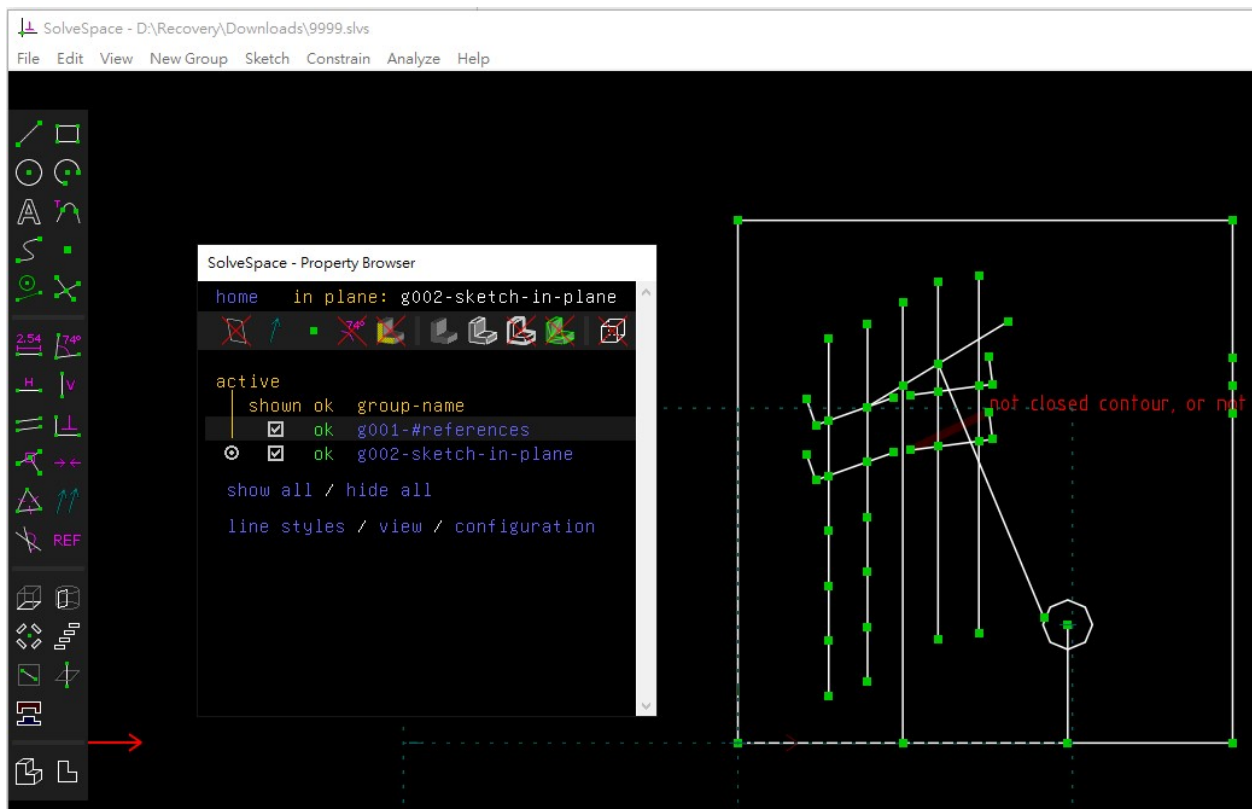 SolveSpace - D:\Recovery\Downloads\9999.slvs
File Edit View New Group Sketch Constrain Analyze Help
SolveSpace - Property Browser
home in plane: g002-sketch-in-plane
74°
active
shown ok group-name
ok g001-#references
ok g002-sketch-in-plane
show all / hide all
line styles / view / configuration
not closed contour, or not
A T
2.54 74°
H V
REF